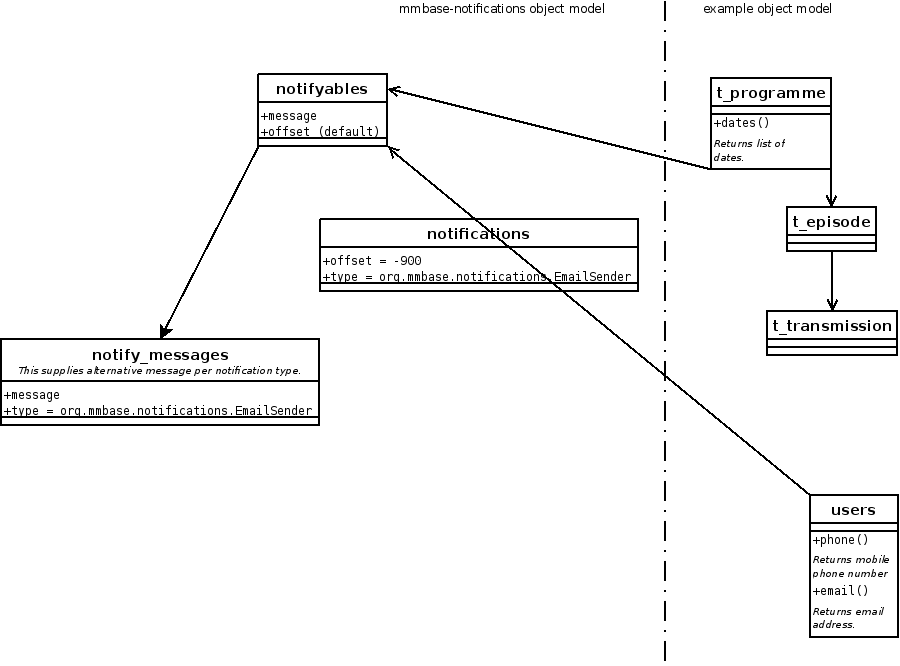 mmbase-notifications object model
example object model
notifyables
+message
+offset (default)
t_programme
+dates()
Returns list of
dates.
t_episode
notifications
+offset = -900
+type = org.mmbase.notifications.EmailSender
t_transmission
notify_messages
This supplies alternative message per notification type.
+message
+type = org.mmbase.notifications.EmailSender
users
+phone()
Returns mobile
phone number
+email()
Returns email
address.